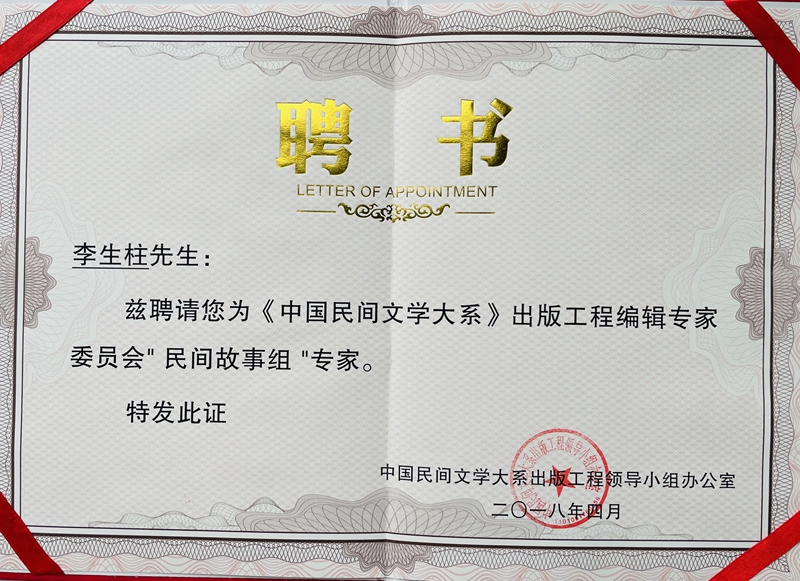 聘 书
LETTER OF APPOINTMENT
李生柱先生：
兹聘请您为《中国民间文学大系》出版工程编辑专家
委员会" 民间故事组 "专家。
特发此证
中国民间文学大系出版工程领导小组办公室
二〇一八年四月